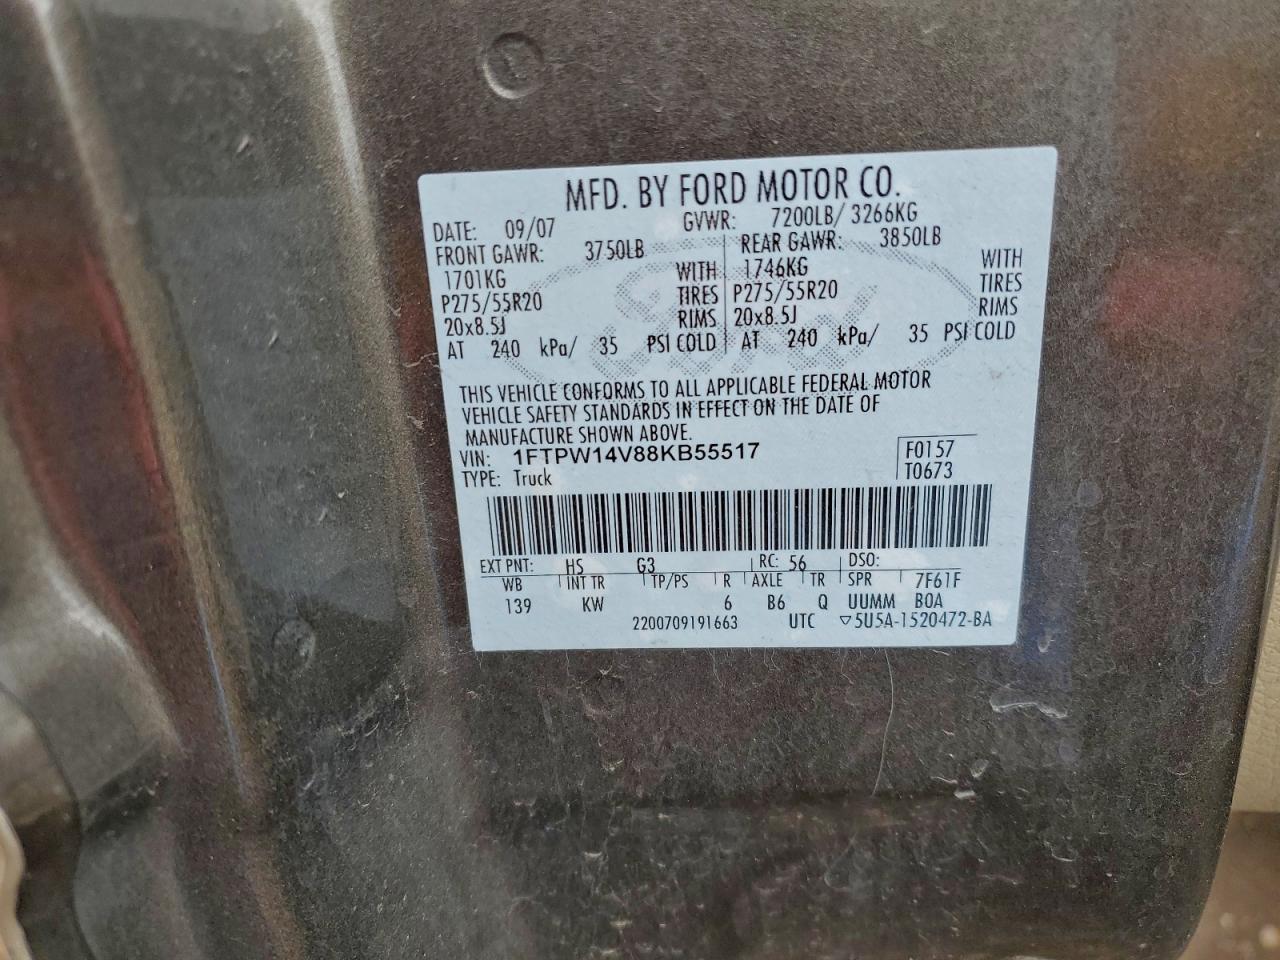 MFD. BY FORD MOTOR CO.
DATE: 09/07 GVWR: 7200LB/ 3266KG
FRONT GAWR: 3750LB REAR GAWR: 3850LB
1701KG WITH 1746KG WITH
P275/55R20 TIRES P275/55R20 TIRES
20x8.5J RIMS 20x8.5J RIMS
AT 240 kPa/ 35 PSI COLD AT 240 kPa/ 35 PSI COLD
THIS VEHICLE CONFORMS TO ALL APPLICABLE FEDERAL MOTOR
VEHICLE SAFETY STANDARDS IN EFFECT ON THE DATE OF
MANUFACTURE SHOWN ABOVE.
VIN: 1FTPW14V88KB55517 F0157
TYPE: Truck T0673
EXT PNT: HS G3 RC: 56 DSO:
WB INT TR TP/PS R AXLE TR SPR 7F61F
139 KW 6 B6 Q UUMM BOA
2200709191663 UTC ▽5U5A-1520472-BA